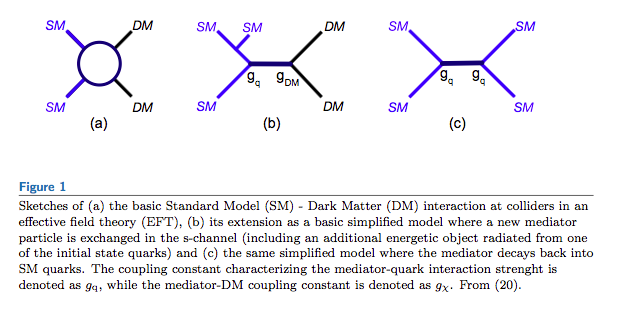 SM DM SM SM DM SM SM
g_q g_DM g_q g_q
SM DM SM DM SM SM
(a) (b) (c)
Figure 1
Sketches of (a) the basic Standard Model (SM) - Dark Matter (DM) interaction at colliders in an
effective field theory (EFT), (b) its extension as a basic simplified model where a new mediator
particle is exchanged in the s-channel (including an additional energetic object radiated from one
of the initial state quarks) and (c) the same simplified model where the mediator decays back into
SM quarks. The coupling constant characterizing the mediator-quark interaction strenght is
denoted as g_q, while the mediator-DM coupling constant is denoted as g_χ. From (20).